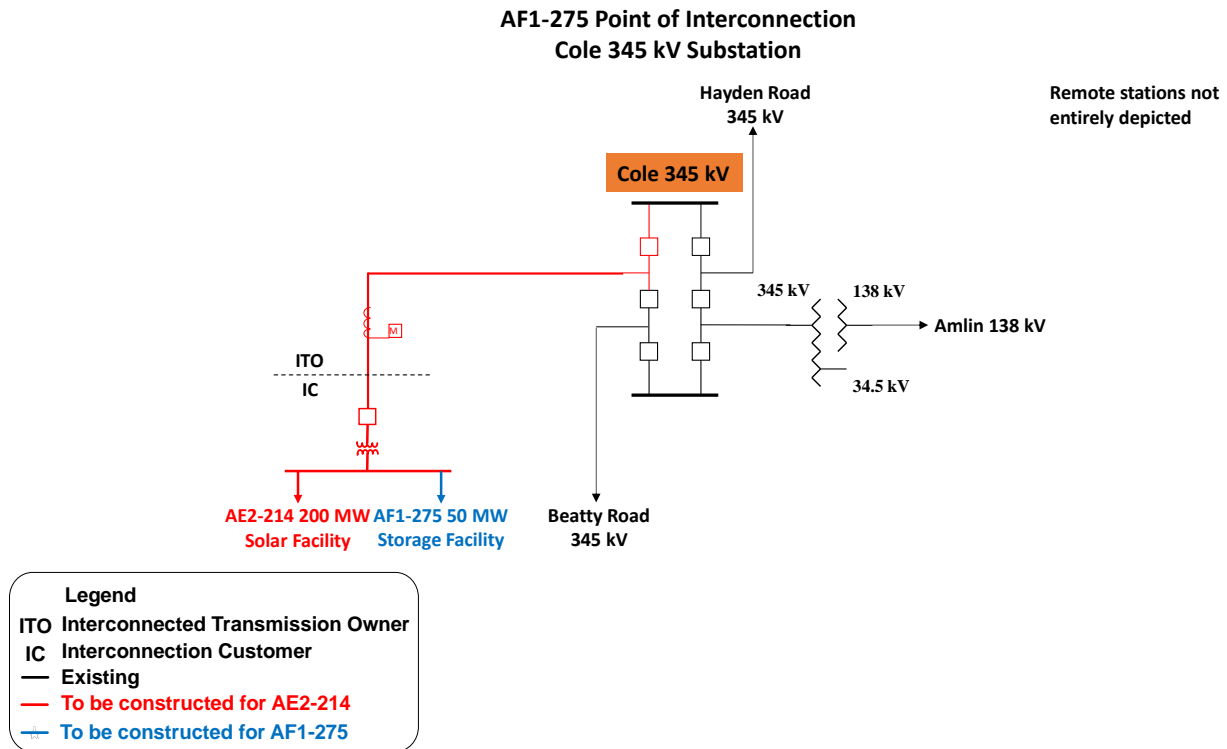 AF1-275 Point of Interconnection
Cole 345 kV Substation
Hayden Road
345 kV
Remote stations not
entirely depicted
Cole 345 kV
345 kV
138 kV
Amlin 138 kV
34.5 kV
M
ITO
IC
AE2-214 200 MW
Solar Facility
AF1-275 50 MW
Storage Facility
Beatty Road
345 kV
Legend
ITO Interconnected Transmission Owner
IC Interconnection Customer
Existing
To be constructed for AE2-214
To be constructed for AF1-275